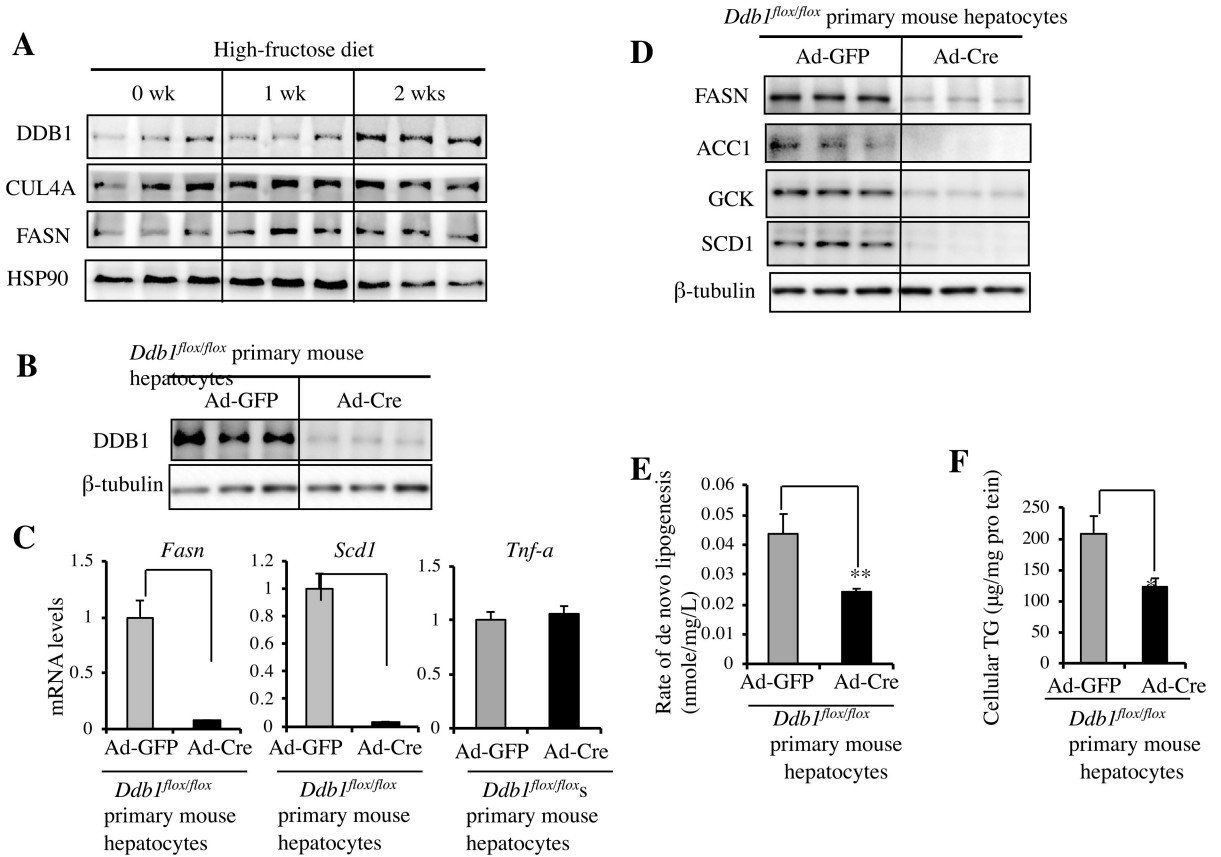 A
High-fructose diet
0 wk 1 wk 2 wks
DDB1
CUL4A
FASN
HSP90
B
Ddb1flox/flox primary mouse
hepatocytes
Ad-GFP Ad-Cre
DDB1
β-tubulin
C
Fasn
mRNA levels
1.5
1
0.5
0
Ad-GFP Ad-Cre
Ddb1flox/flox
primary mouse
hepatocytes
Scd1
1.2
1
0.8
0.6
0.4
0.2
0
Ad-GFP Ad-Cre
Ddb1flox/flox
primary mouse
hepatocytes
Tnf-a
1.5
1
0.5
0
Ad-GFP Ad-Cre
Ddb1flox/floxs
primary mouse
hepatocytes
D
Ddb1flox/flox primary mouse hepatocytes
Ad-GFP Ad-Cre
FASN
ACC1
GCK
SCD1
β-tubulin
E
Rate of de novo lipogenesis
(nmole/mg/L)
0.06
0.05
0.04
0.03
0.02
0.01
0
**
Ad-GFP Ad-Cre
Ddb1flox/flox
primary mouse
hepatocytes
F
Cellular TG (µg/mg pro tein)
250
200
150
100
50
0
*
Ad-GFP Ad-Cre
Ddb1flox/flox
primary mouse
hepatocytes